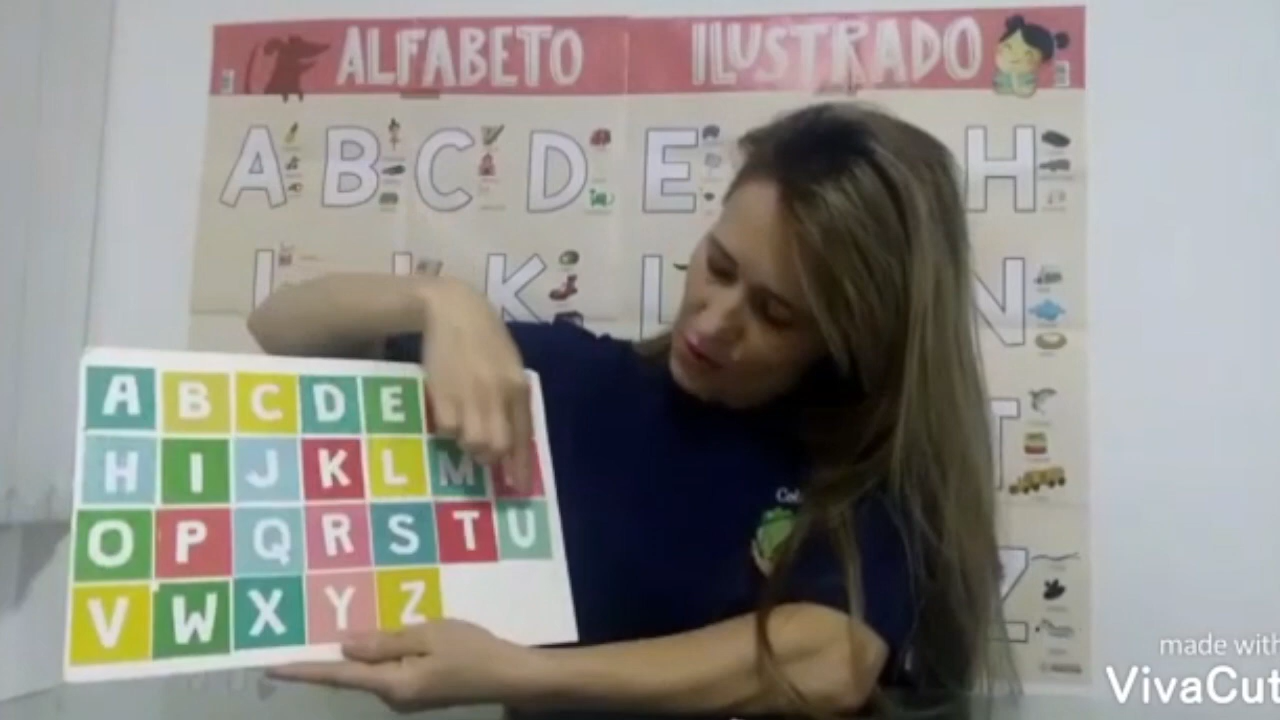 ALFABETO ILUSTRADO
A B C D E H
K L N
A B C D E
H I J K L M
O P Q R S T U
V W X Y Z
made with
VivaCut